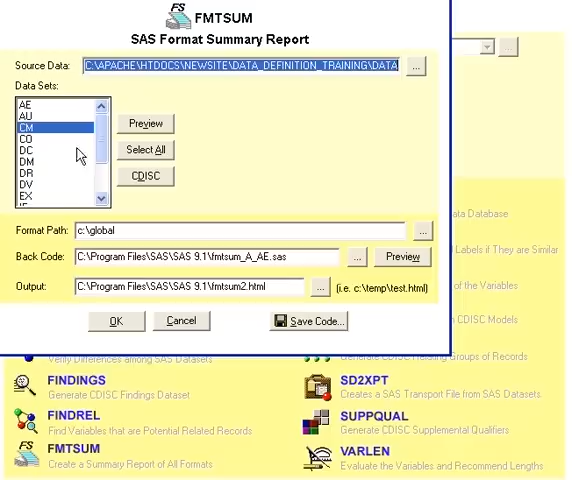 FS
FMTSUM
SAS Format Summary Report
Source Data: C:\APACHE\HTDOCS\NEWSITE\DATA_DEFINITION_TRAINING\DATA ...
Data Sets:
AE
AU
CM
CO
DC
DM
DR
DV
EX
Preview
Select All
CDISC
Format Path: c:\global ...
Back Code: C:\Program Files\SAS\SAS 9.1\fmtsum_A_AE.sas ... Preview
Output: C:\Program Files\SAS\SAS 9.1\fmtsum2.html ... (i.e. c:\temp\test.html)
OK Cancel Save Code...
...
ata Database
Labels if They are Similar
of the Variables
CDISC Models
Verify Differences among SAS Datasets
Generate CDISC Relating Groups of Records
FINDINGS
Generate CDISC Findings Dataset
SD2XPT
Creates a SAS Transport File from SAS Datasets
FINDREL
Find Variables that are Potential Related Records
SUPPQUAL
Generate CDISC Supplemental Qualifiers
FS
FMTSUM
Create a Summary Report of All Formats
VARLEN
Evaluate the Variables and Recommend Lengths